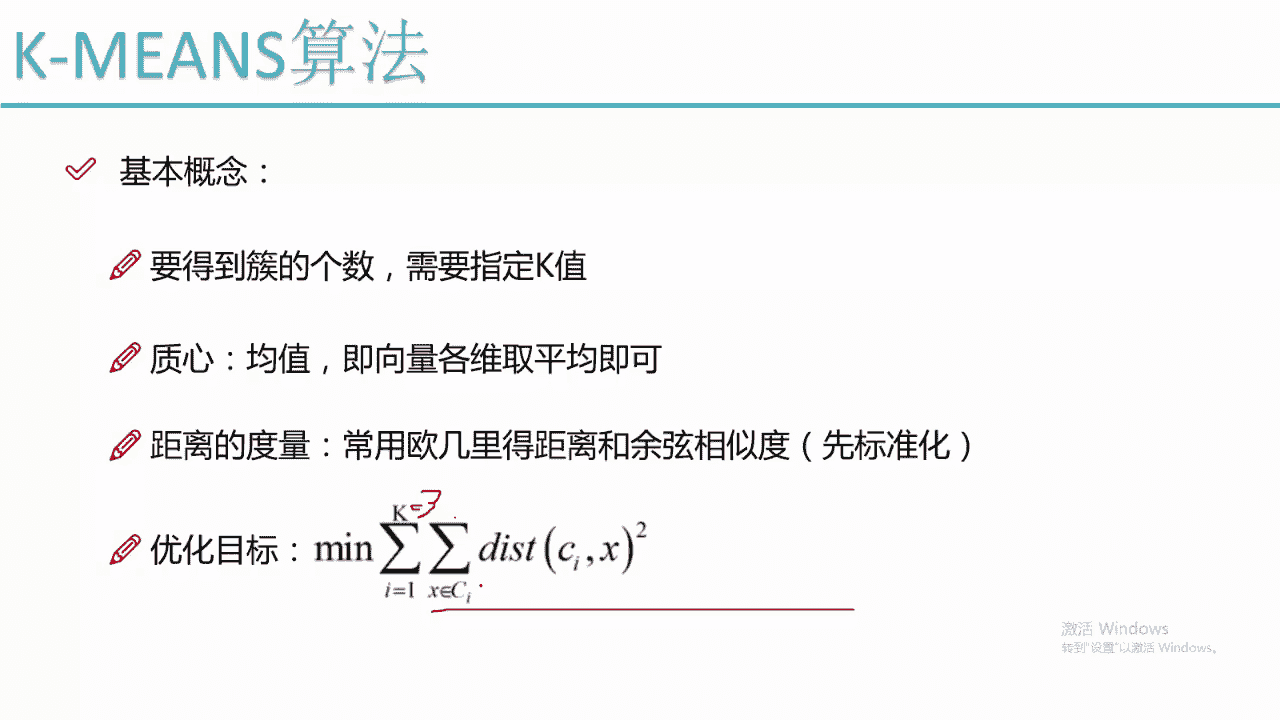 K-MEANS算法
基本概念：
要得到簇的个数，需要指定K值
质心：均值，即向量各维取平均即可
距离的度量：常用欧几里得距离和余弦相似度（先标准化）
优化目标：min ∑_{i=1}^{K=3} ∑_{x∈C_i} dist(c_i, x)^2
激活 Windows
转到"设置"以激活 Windows。